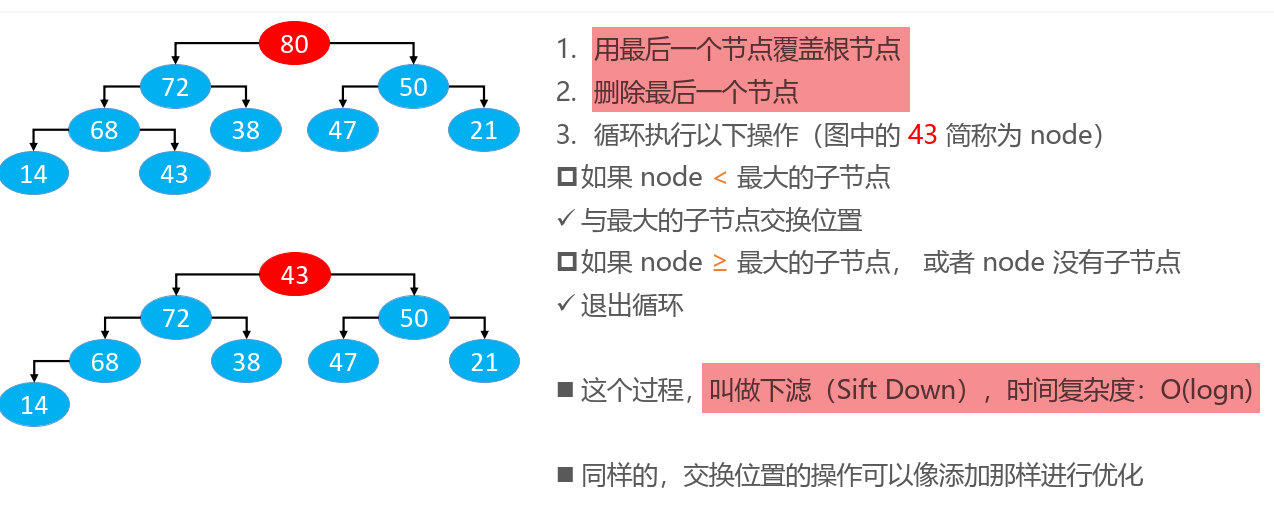 80
72 50
68 38 47 21
14 43
43
72 50
68 38 47 21
14
1. 用最后一个节点覆盖根节点
2. 删除最后一个节点
3. 循环执行以下操作（图中的 43 简称为 node）
如果 node < 最大的子节点
✓ 与最大的子节点交换位置
如果 node ≥ 最大的子节点， 或者 node 没有子节点
✓ 退出循环
■ 这个过程，叫做下滤（Sift Down），时间复杂度：O(logn)
■ 同样的，交换位置的操作可以像添加那样进行优化